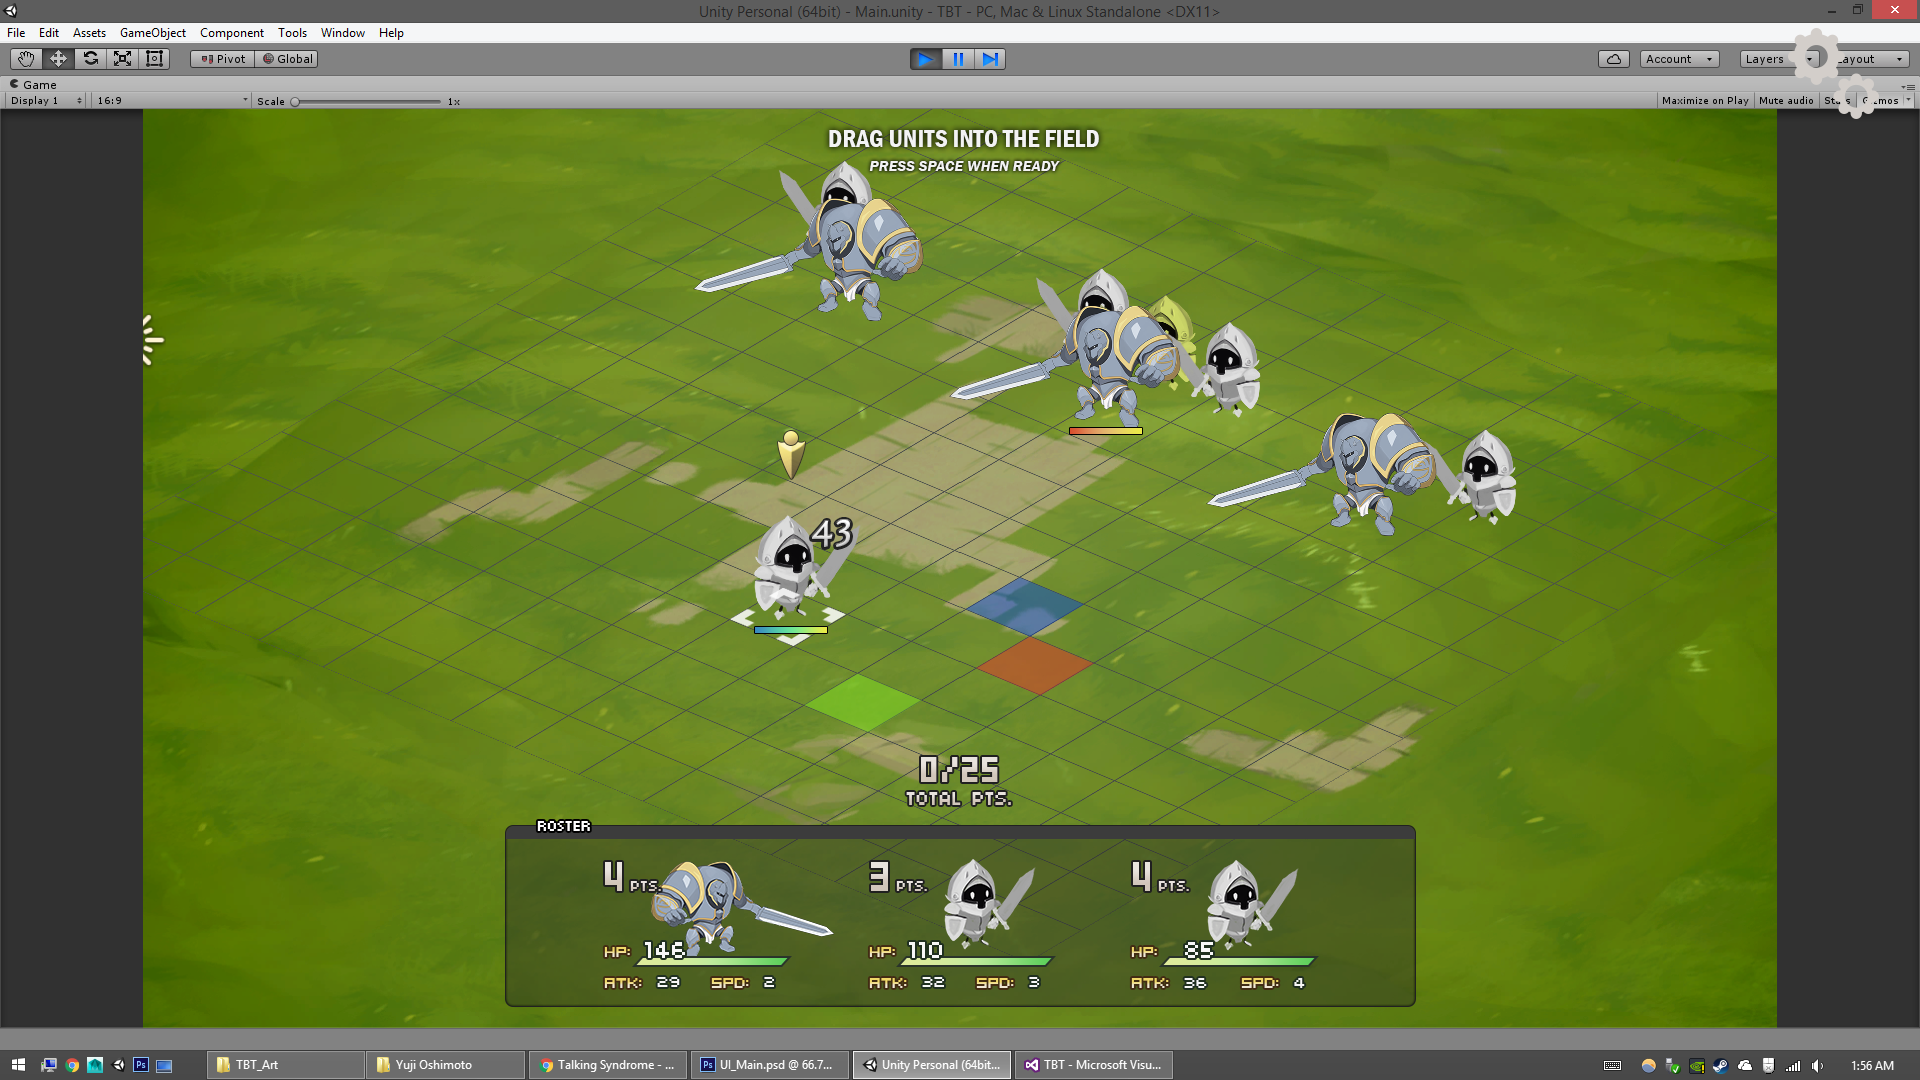 Unity Personal (64bit) - Main.unity - TBT - PC, Mac & Linux Standalone <DX11>
File Edit Assets GameObject Component Tools Window Help
Pivot Global Account Layers Layout
Game
Display 1 16:9 Scale 1x Maximize on Play Mute audio Stats Gizmos
DRAG UNITS INTO THE FIELD
PRESS SPACE WHEN READY
43
0/25
TOTAL PTS.
ROSTER
4 PTS. 3 PTS. 4 PTS.
HP: 146 HP: 110 HP: 85
ATK: 29 SPD: 2 ATK: 32 SPD: 3 ATK: 36 SPD: 4
TBT_Art Yuji Oshimoto Talking Syndrome - ... UI_Main.psd @ 66.7... Unity Personal (64bit... TBT - Microsoft Visu... 1:56 AM